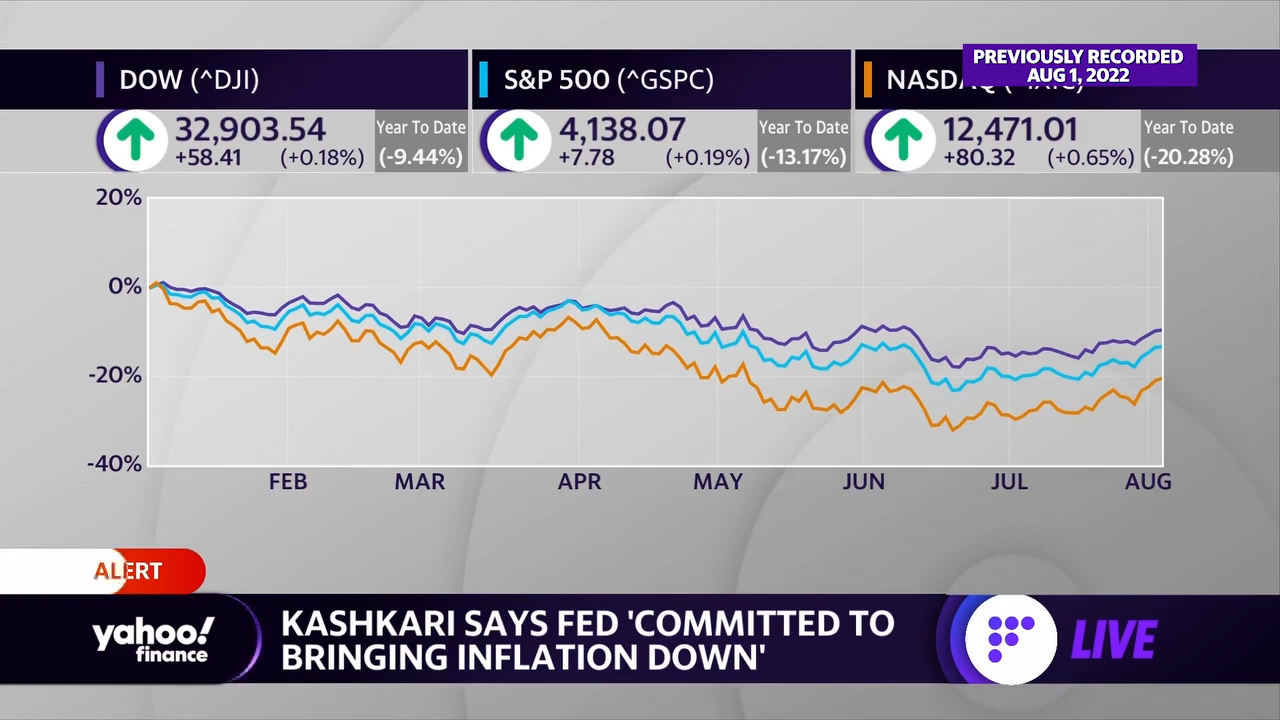 PREVIOUSLY RECORDED
AUG 1, 2022
DOW (^DJI)
32,903.54
+58.41 (+0.18%)
Year To Date
(-9.44%)
S&P 500 (^GSPC)
4,138.07
+7.78 (+0.19%)
Year To Date
(-13.17%)
NASDAQ
12,471.01
+80.32 (+0.65%)
Year To Date
(-20.28%)
20%
0%
-20%
-40%
FEB MAR APR MAY JUN JUL AUG
ALERT
yahoo!
finance
KASHKARI SAYS FED 'COMMITTED TO
BRINGING INFLATION DOWN'
LIVE